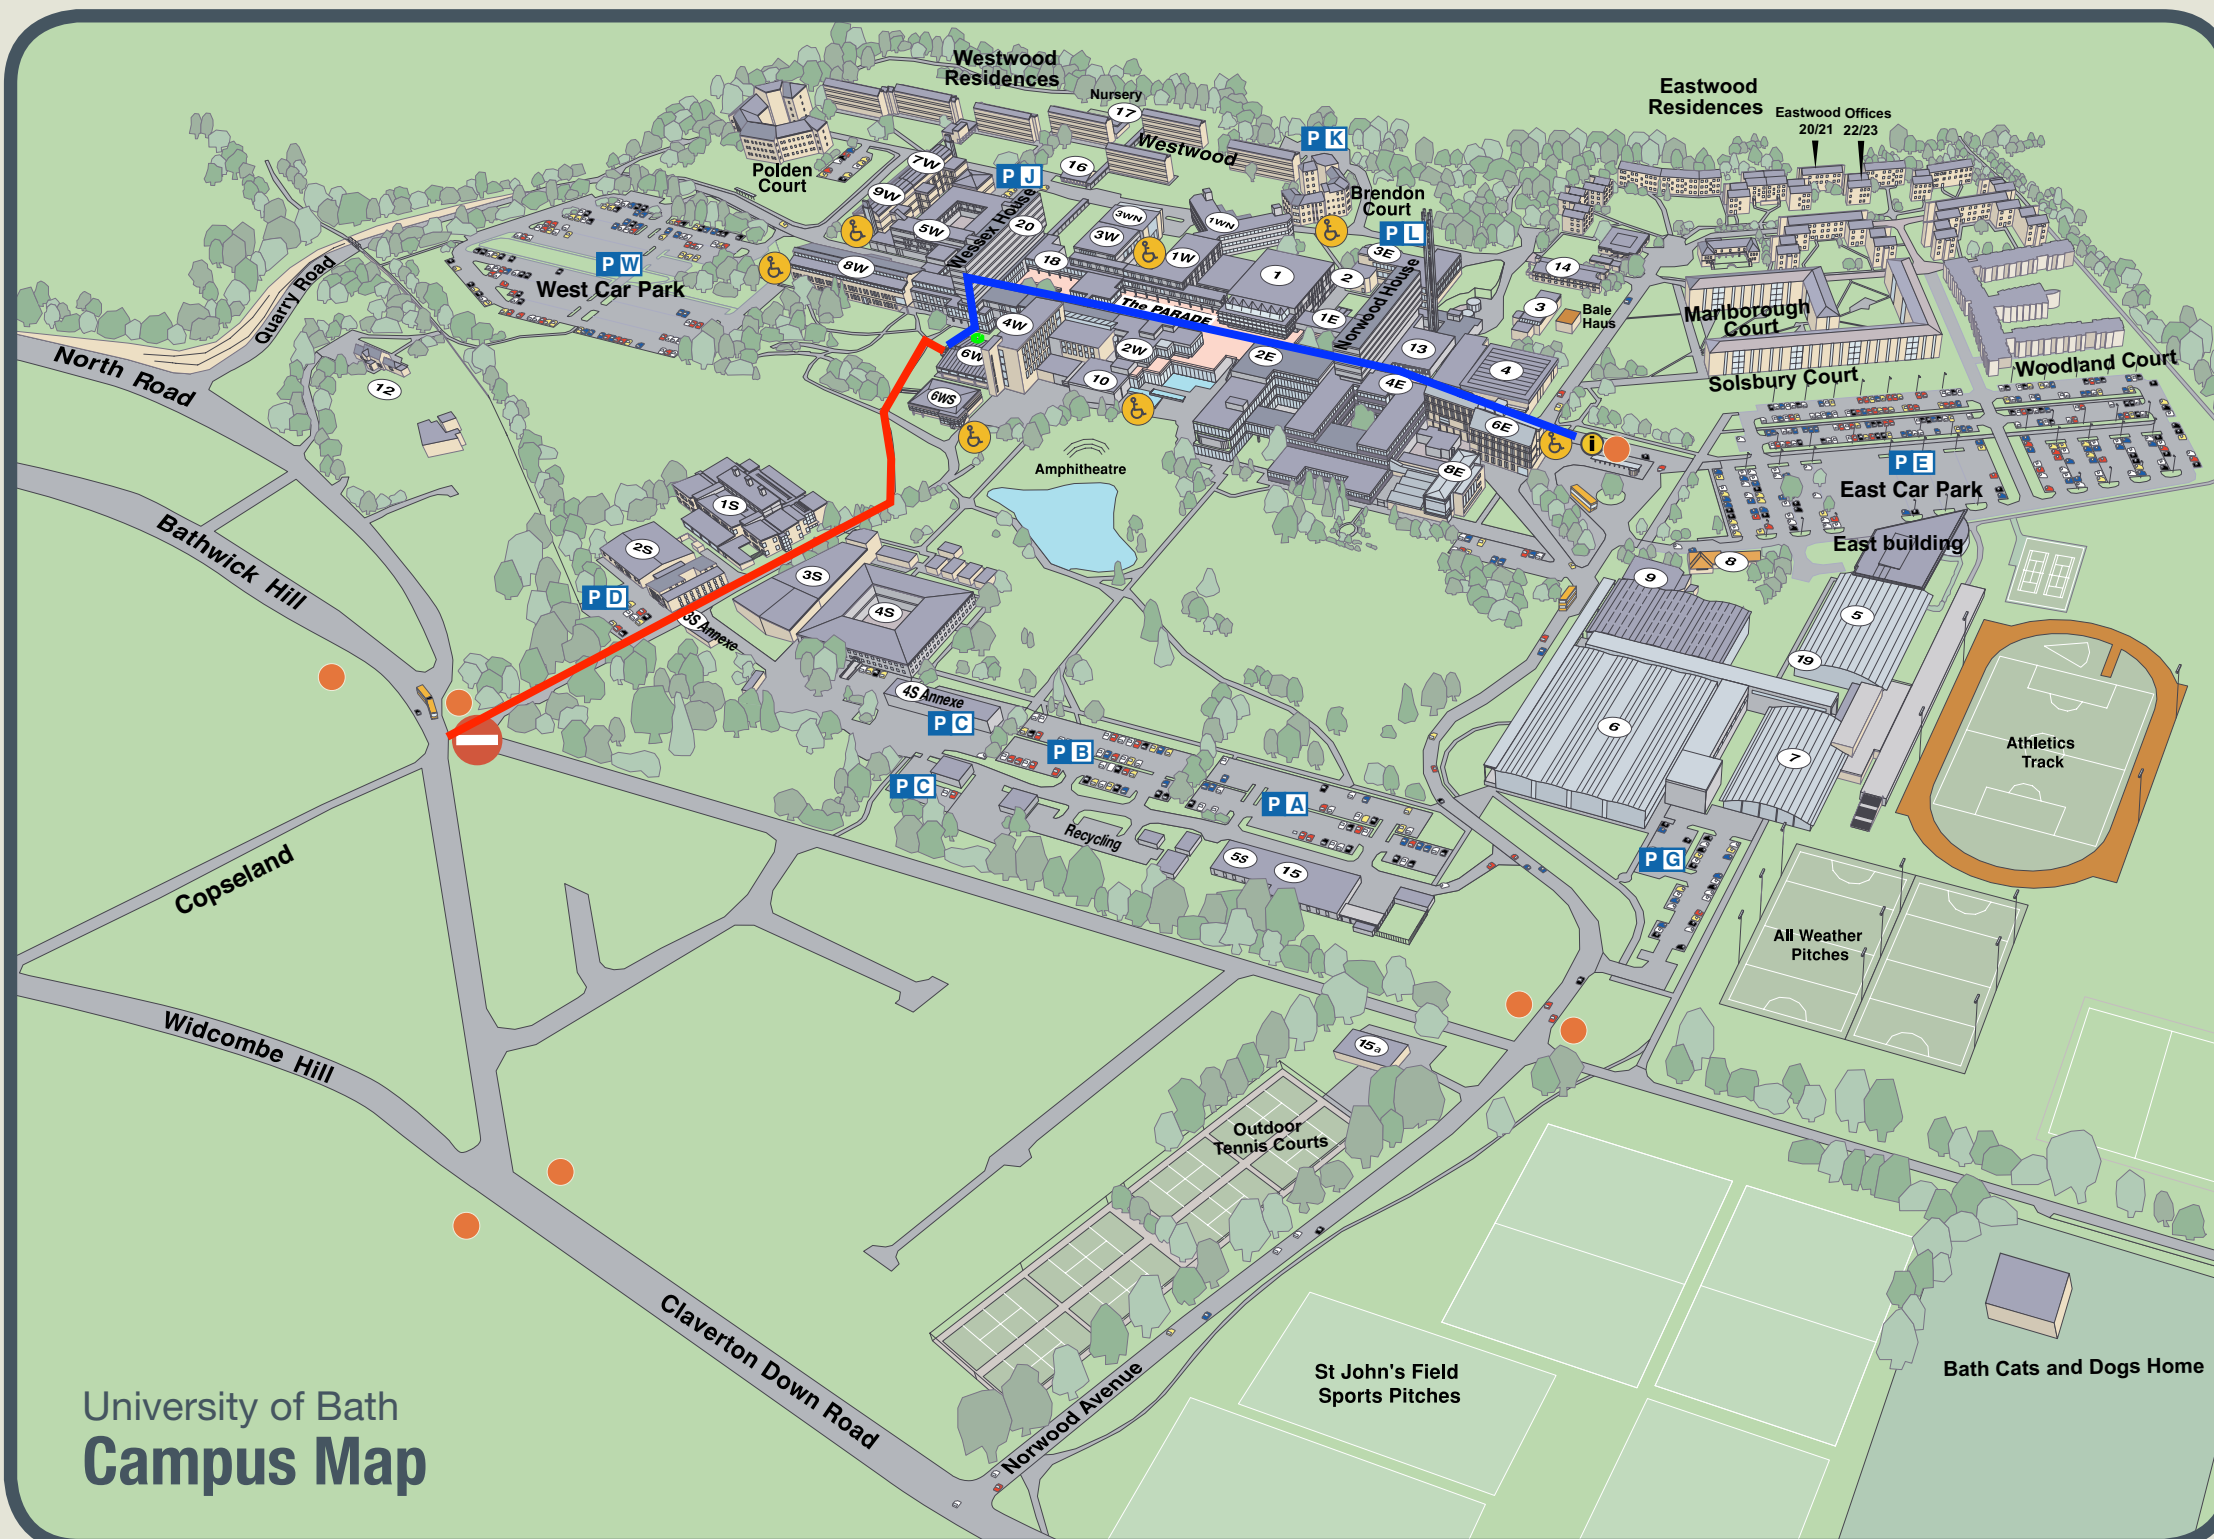 Westwood
Residences
Nursery
17
Westwood
P K
Eastwood
Residences
Eastwood Offices
20/21 22/23
Polden
Court
7W
9W
5W
P J
Wessex House
20
16
3WN
3W
1WN
1W
Brendon
Court
P L
3E
2
1
18
8W
P W
West Car Park
Quarry Road
North Road
12
4W
6W
6WS
The PARADE
2W
10
1E
Norwood House
2E
13
4E
4
6E
8E
14
3
Bale
Haus
Marlborough
Court
Solsbury Court
Woodland Court
i
P E
East Car Park
East building
Amphitheatre
Bathwick Hill
1S
2S
3S
4S
P D
3S Annexe
4S Annexe
P C
P B
P C
P A
Recycling
5S
15
8
9
5
19
6
7
Athletics
Track
P G
All Weather
Pitches
Copseland
Widcombe Hill
15a
Outdoor
Tennis Courts
Claverton Down Road
Norwood Avenue
St John's Field
Sports Pitches
Bath Cats and Dogs Home
University of Bath
Campus Map